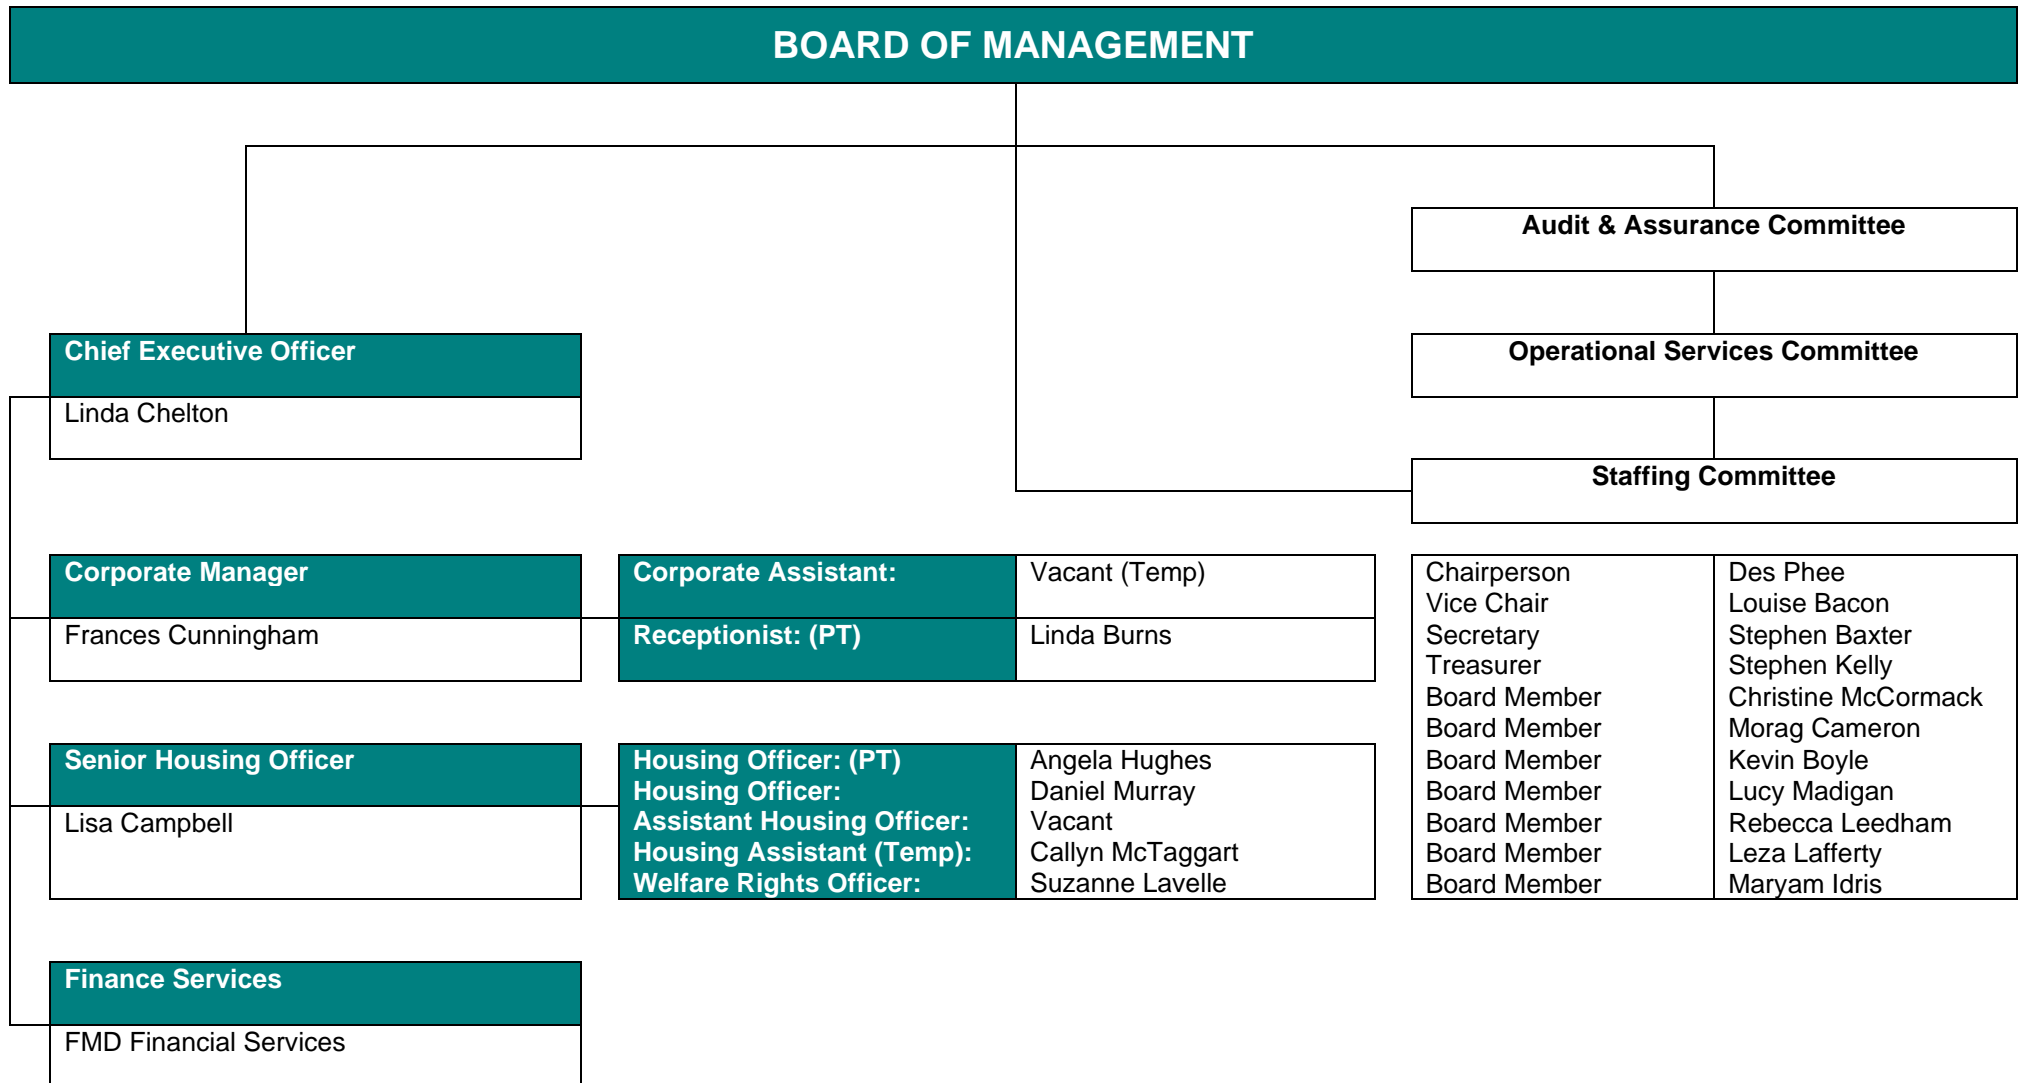 BOARD OF MANAGEMENT
Audit & Assurance Committee
Chief Executive Officer
Linda Chelton
Operational Services Committee
Staffing Committee
Corporate Manager
Frances Cunningham
Corporate Assistant: Vacant (Temp)
Receptionist: (PT) Linda Burns
Senior Housing Officer
Lisa Campbell
Housing Officer: (PT) Angela Hughes
Housing Officer: Daniel Murray
Assistant Housing Officer: Vacant
Housing Assistant (Temp): Callyn McTaggart
Welfare Rights Officer: Suzanne Lavelle
Chairperson Des Phee
Vice Chair Louise Bacon
Secretary Stephen Baxter
Treasurer Stephen Kelly
Board Member Christine McCormack
Board Member Morag Cameron
Board Member Kevin Boyle
Board Member Lucy Madigan
Board Member Rebecca Leedham
Board Member Leza Lafferty
Board Member Maryam Idris
Finance Services
FMD Financial Services